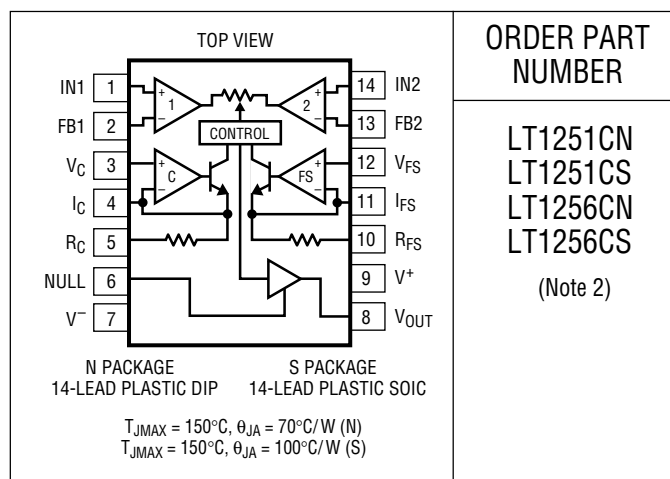 TOP VIEW
IN1 1
FB1 2
VC 3
IC 4
RC 5
NULL 6
V– 7
14 IN2
13 FB2
12 VFS
11 IFS
10 RFS
9 V+
8 VOUT
+
–
1
+
–
2
CONTROL
+
–
C
+
–
FS
N PACKAGE
14-LEAD PLASTIC DIP
S PACKAGE
14-LEAD PLASTIC SOIC
TJMAX = 150°C, θJA = 70°C/W (N)
TJMAX = 150°C, θJA = 100°C/W (S)
ORDER PART
NUMBER
LT1251CN
LT1251CS
LT1256CN
LT1256CS
(Note 2)